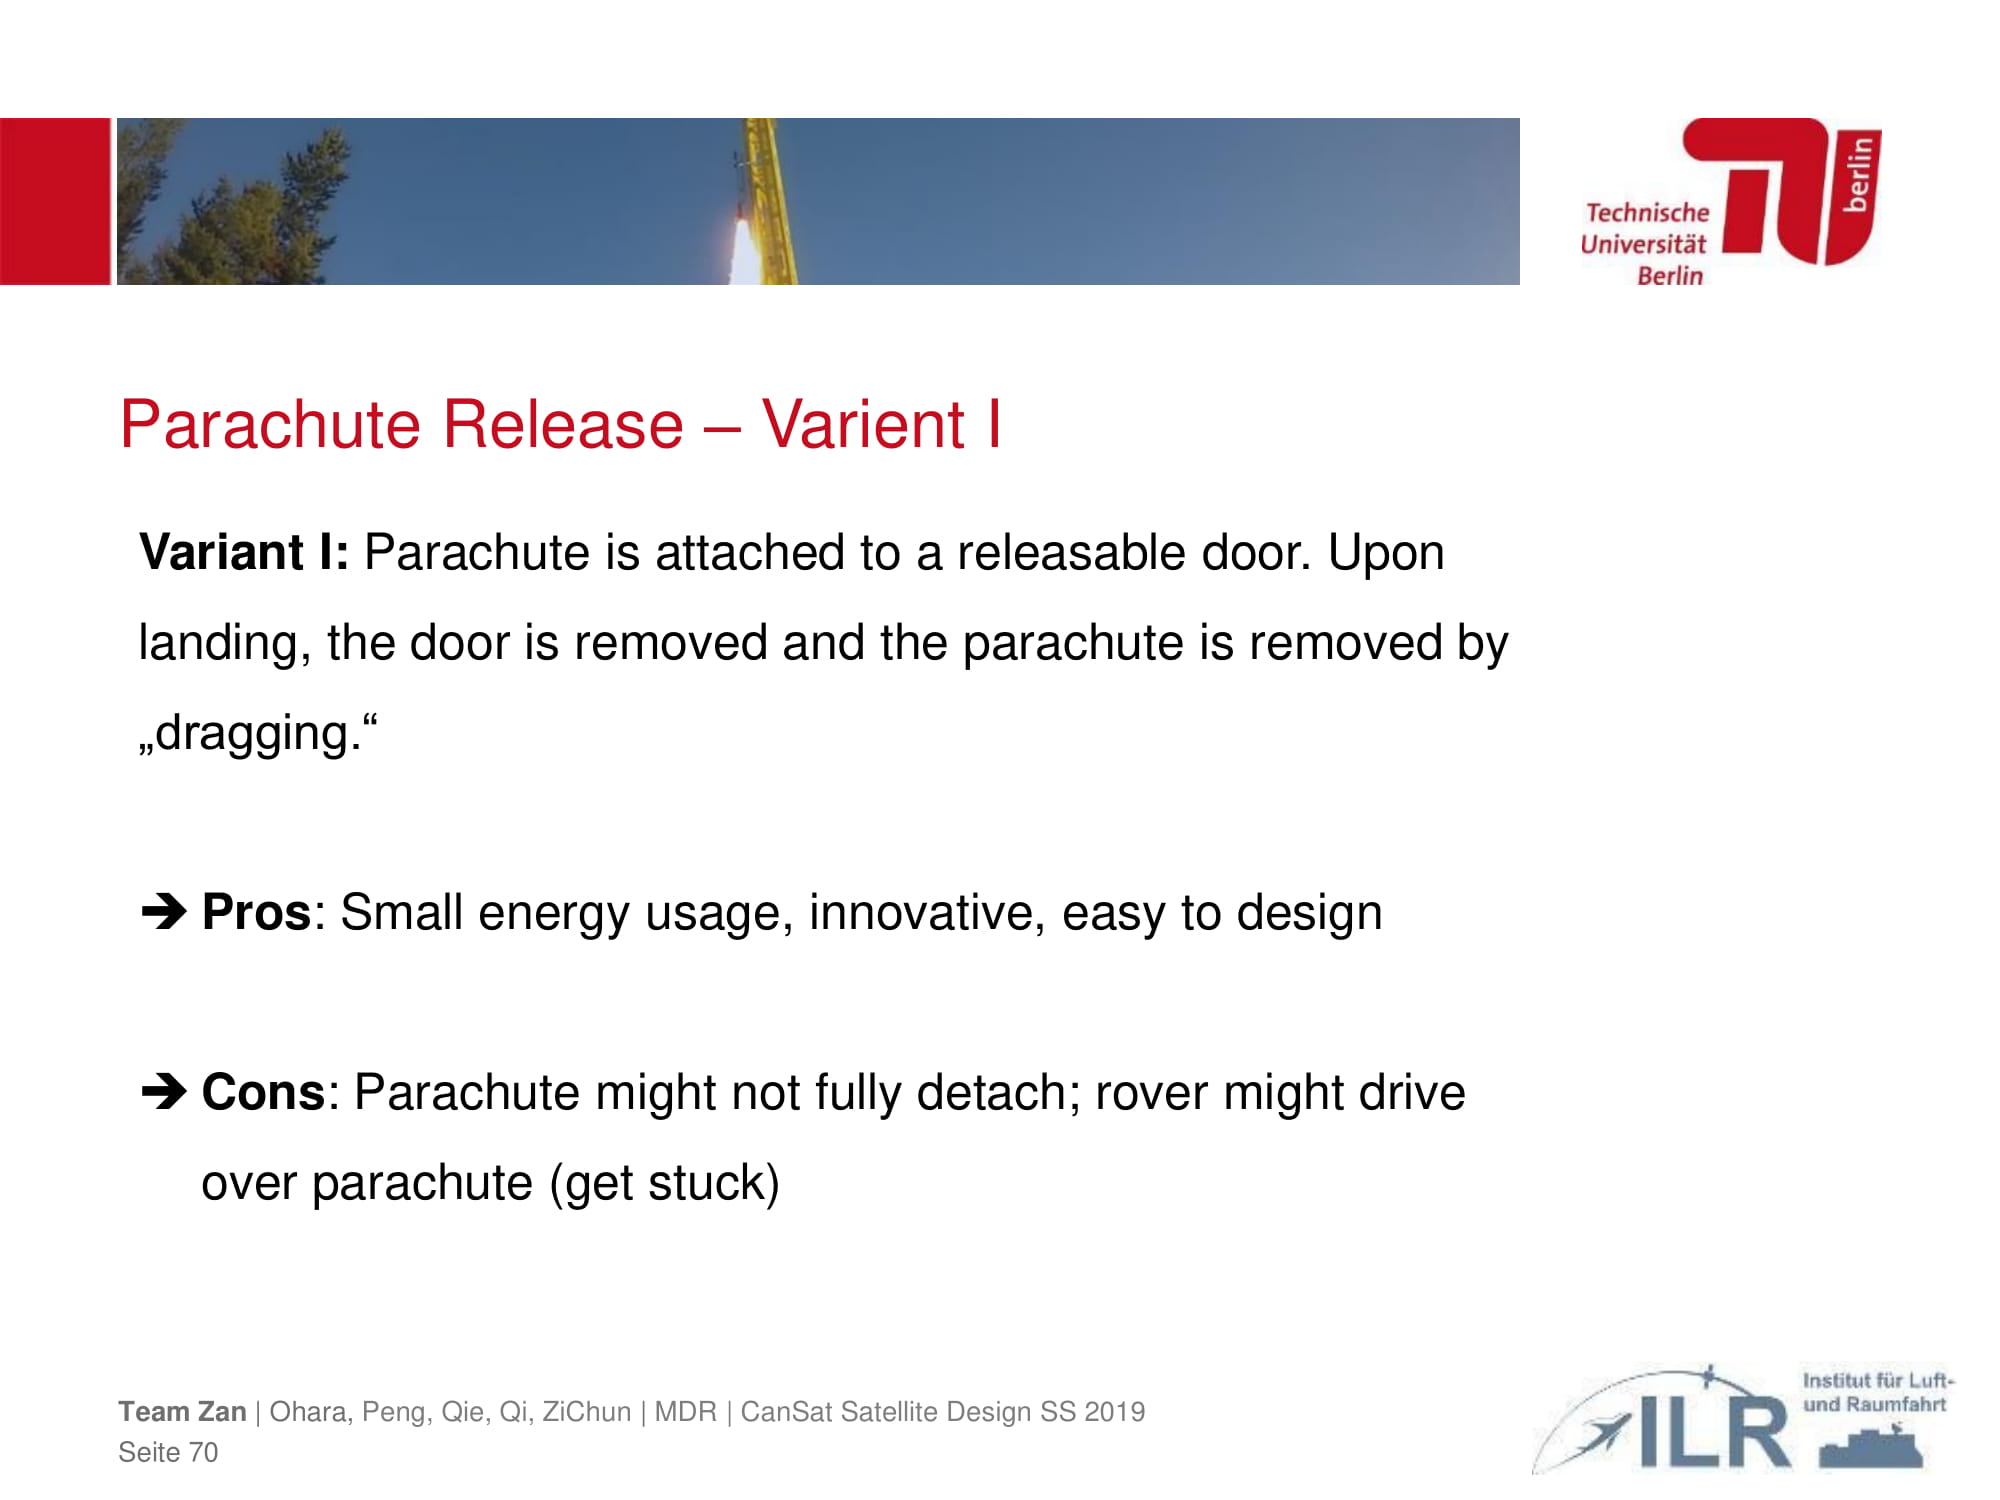 Technische
Universität
Berlin
berlin
Parachute Release – Varient I
Variant I: Parachute is attached to a releasable door. Upon
landing, the door is removed and the parachute is removed by
„dragging.“
➔ Pros: Small energy usage, innovative, easy to design
➔ Cons: Parachute might not fully detach; rover might drive
over parachute (get stuck)
Team Zan | Ohara, Peng, Qie, Qi, ZiChun | MDR | CanSat Satellite Design SS 2019
Seite 70
ILR
Institut für Luft-
und Raumfahrt